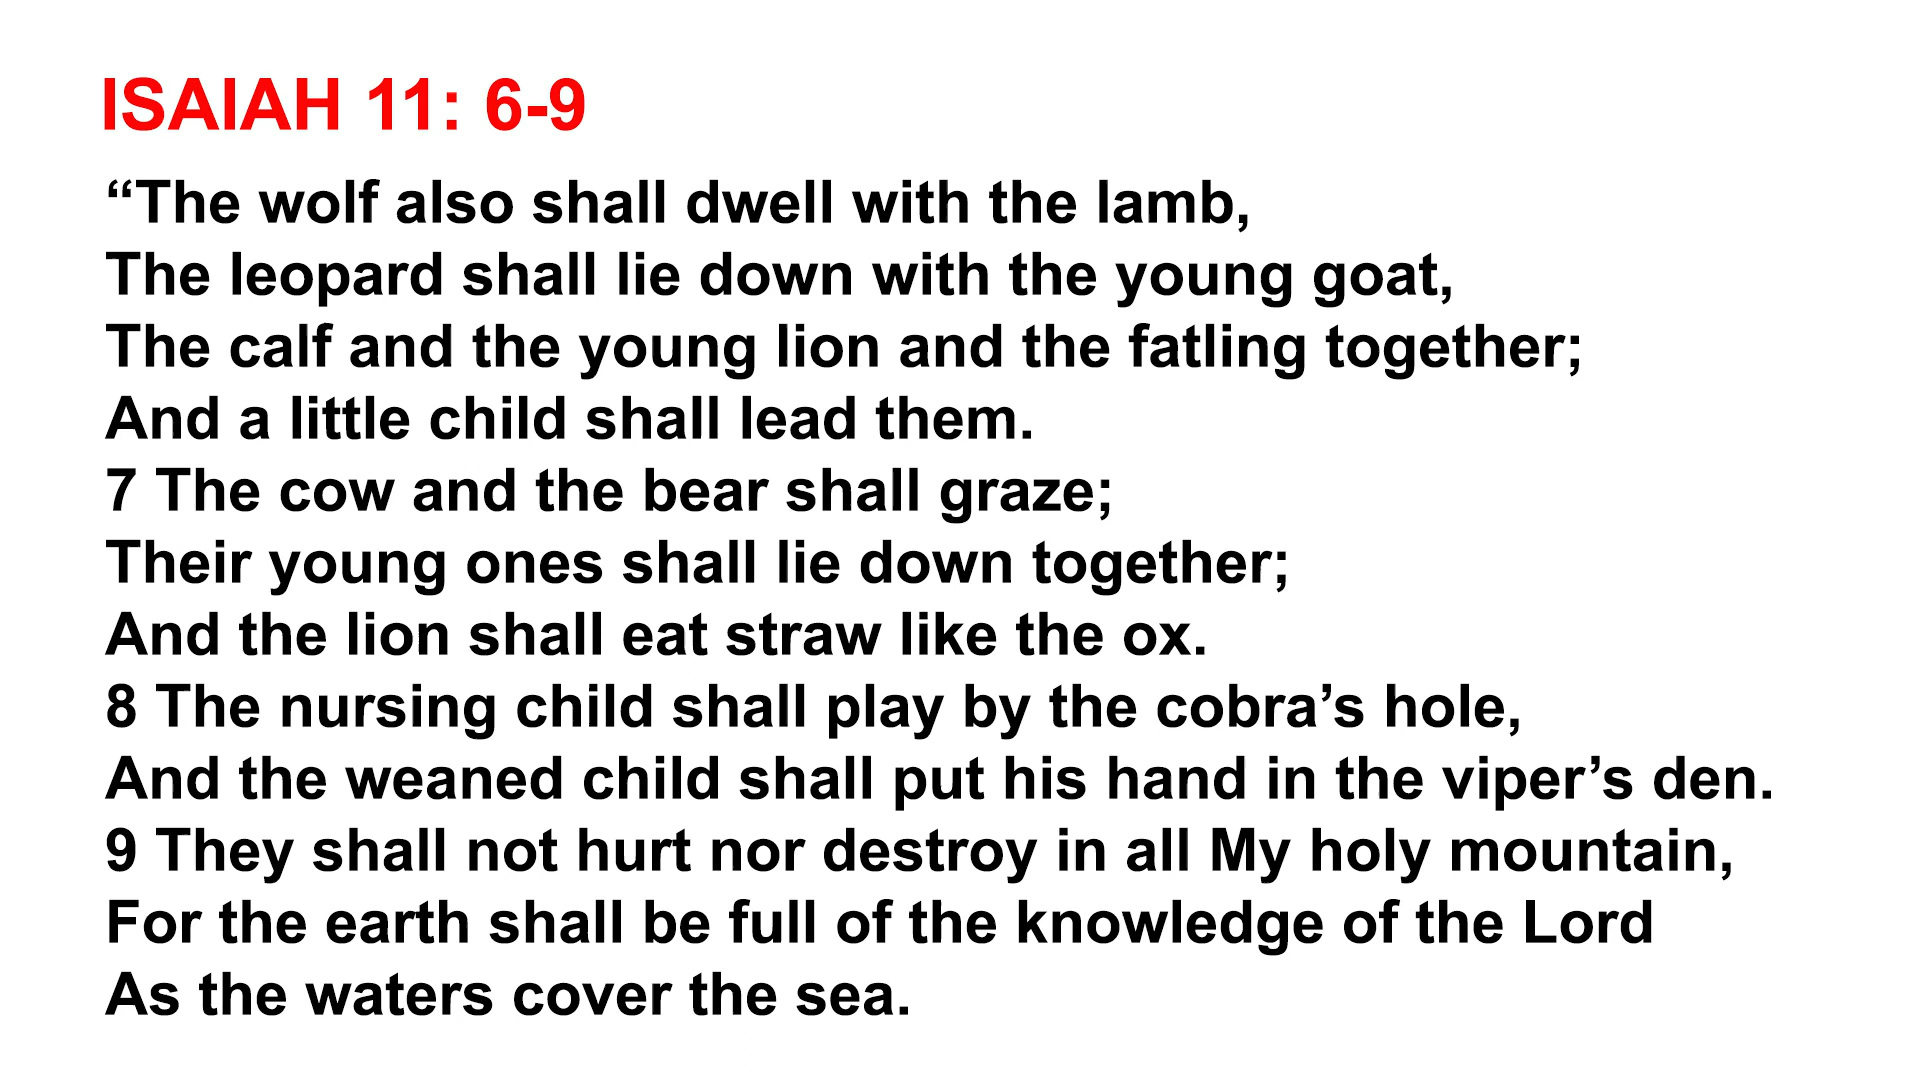 ISAIAH 11: 6-9
“The wolf also shall dwell with the lamb,
The leopard shall lie down with the young goat,
The calf and the young lion and the fatling together;
And a little child shall lead them.
7 The cow and the bear shall graze;
Their young ones shall lie down together;
And the lion shall eat straw like the ox.
8 The nursing child shall play by the cobra’s hole,
And the weaned child shall put his hand in the viper’s den.
9 They shall not hurt nor destroy in all My holy mountain,
For the earth shall be full of the knowledge of the Lord
As the waters cover the sea.